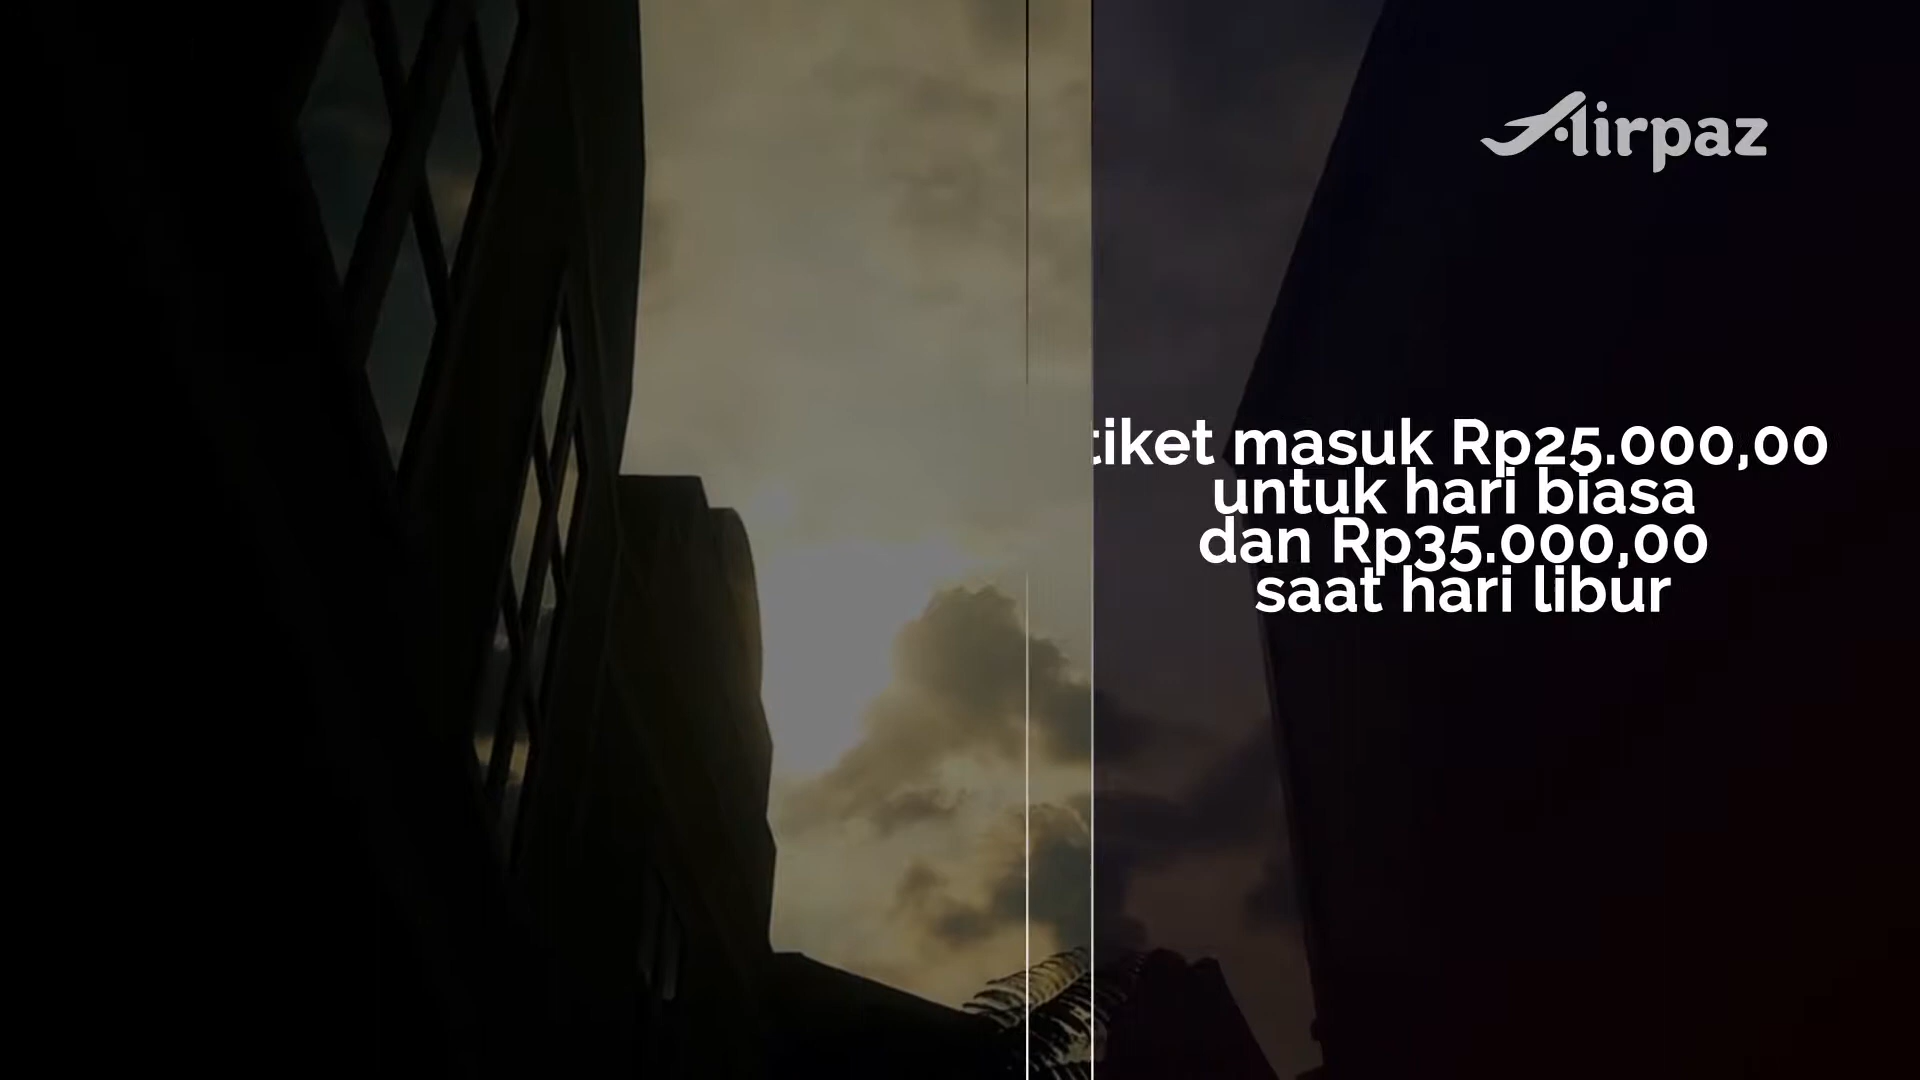 Airpaz
tiket masuk Rp25.000,00
untuk hari biasa
dan Rp35.000,00
saat hari libur